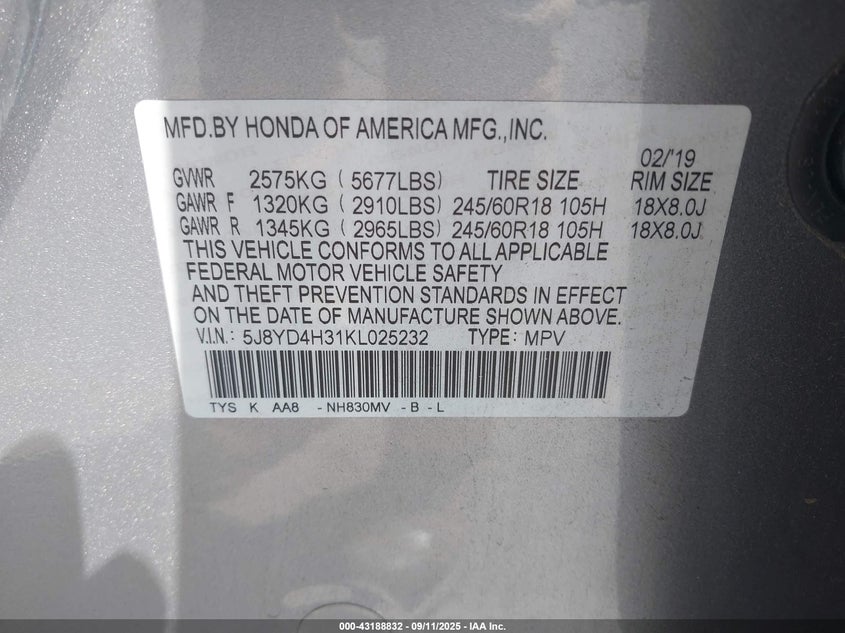 MFD.BY HONDA OF AMERICA MFG.,INC.
02/'19
GVWR 2575KG ( 5677LBS) TIRE SIZE RIM SIZE
GAWR F 1320KG ( 2910LBS) 245/60R18 105H 18X8.0J
GAWR R 1345KG ( 2965LBS) 245/60R18 105H 18X8.0J
THIS VEHICLE CONFORMS TO ALL APPLICABLE
FEDERAL MOTOR VEHICLE SAFETY
AND THEFT PREVENTION STANDARDS IN EFFECT
ON THE DATE OF MANUFACTURE SHOWN ABOVE.
V.I.N.: 5J8YD4H31KL025232 TYPE: MPV
TYS K AA8 -NH830MV -B -L
000-43188832 - 09/11/2025 - IAA Inc.